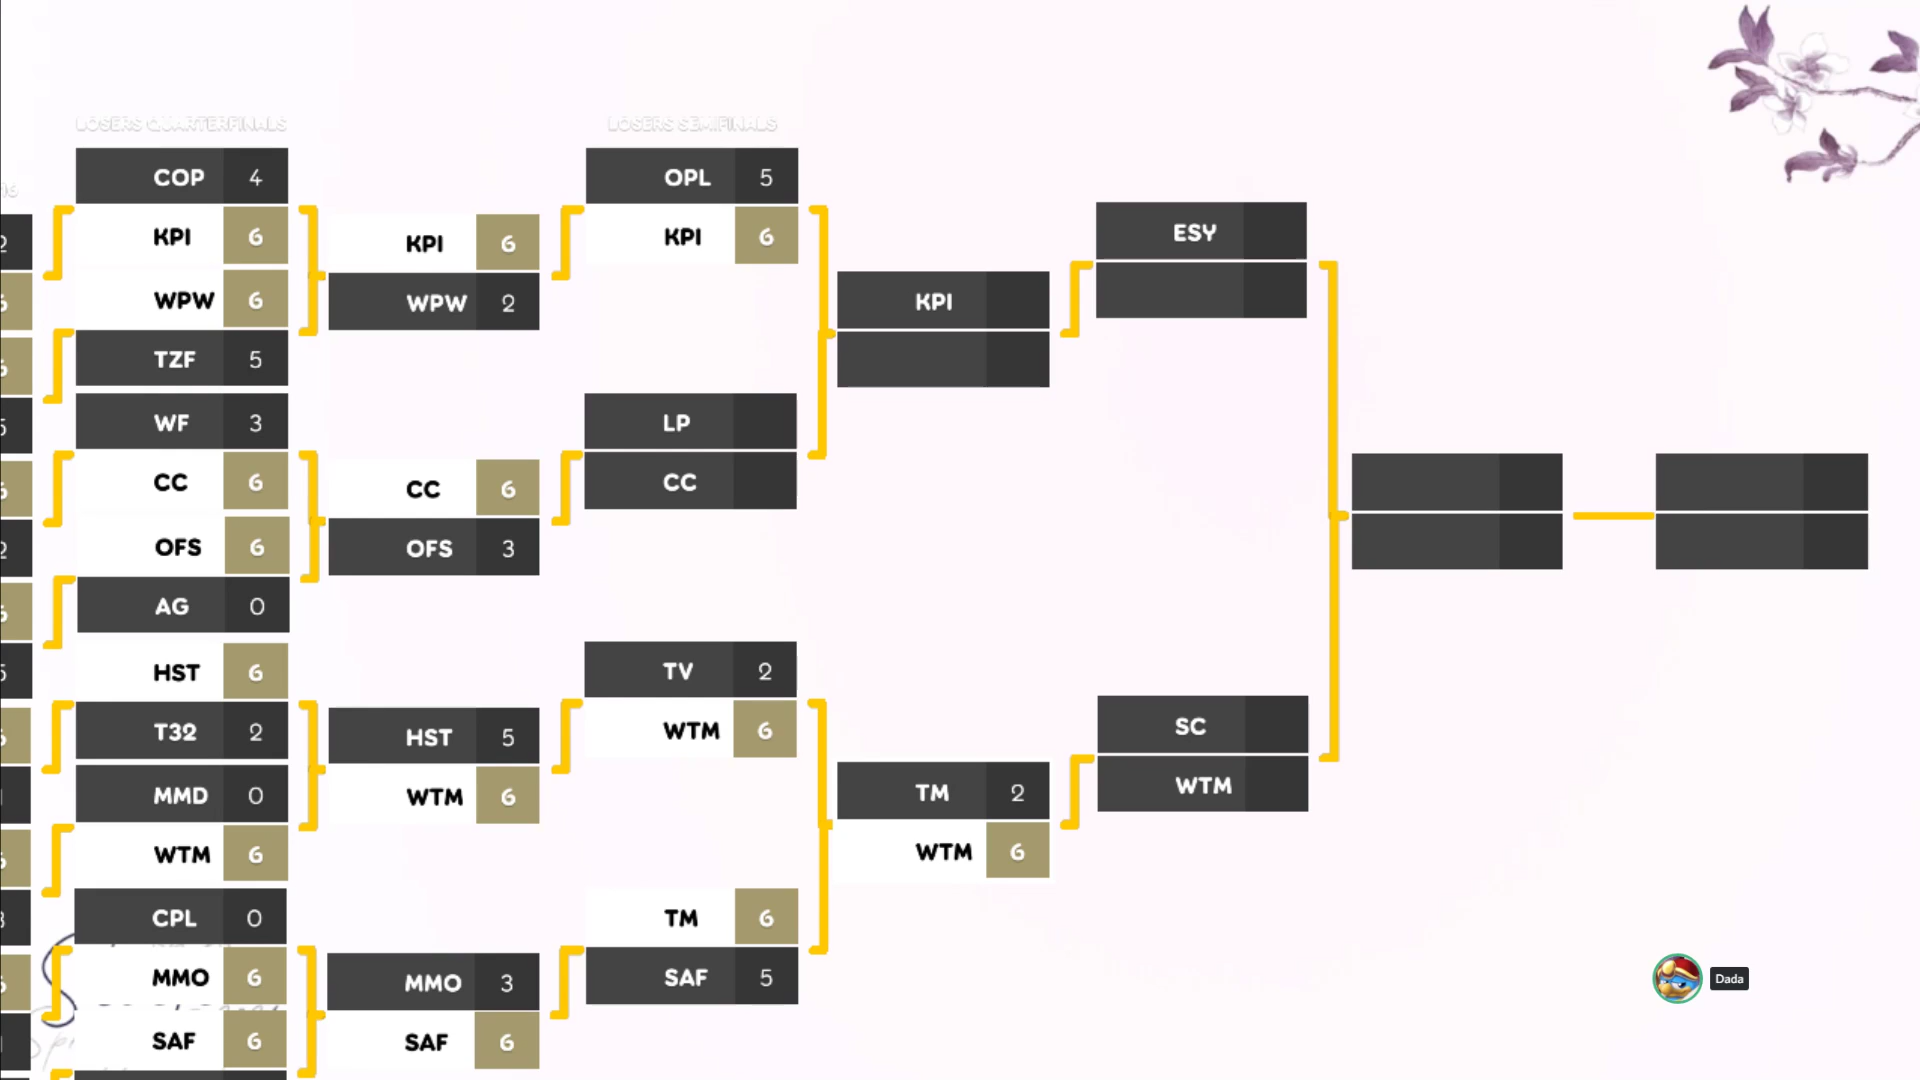 LOSERS QUARTERFINALS
COP 4
KPI 6
WPW 6
TZF 5
WF 3
CC 6
OFS 6
AG 0
HST 6
T32 2
MMD 0
WTM 6
CPL 0
MMO 6
SAF 6
KPI 6
WPW 2
CC 6
OFS 3
HST 5
WTM 6
MMO 3
SAF 6
LOSERS SEMIFINALS
OPL 5
KPI 6
LP
CC
TV 2
WTM 6
TM 6
SAF 5
KPI
TM 2
WTM 6
ESY
SC
WTM
Dada